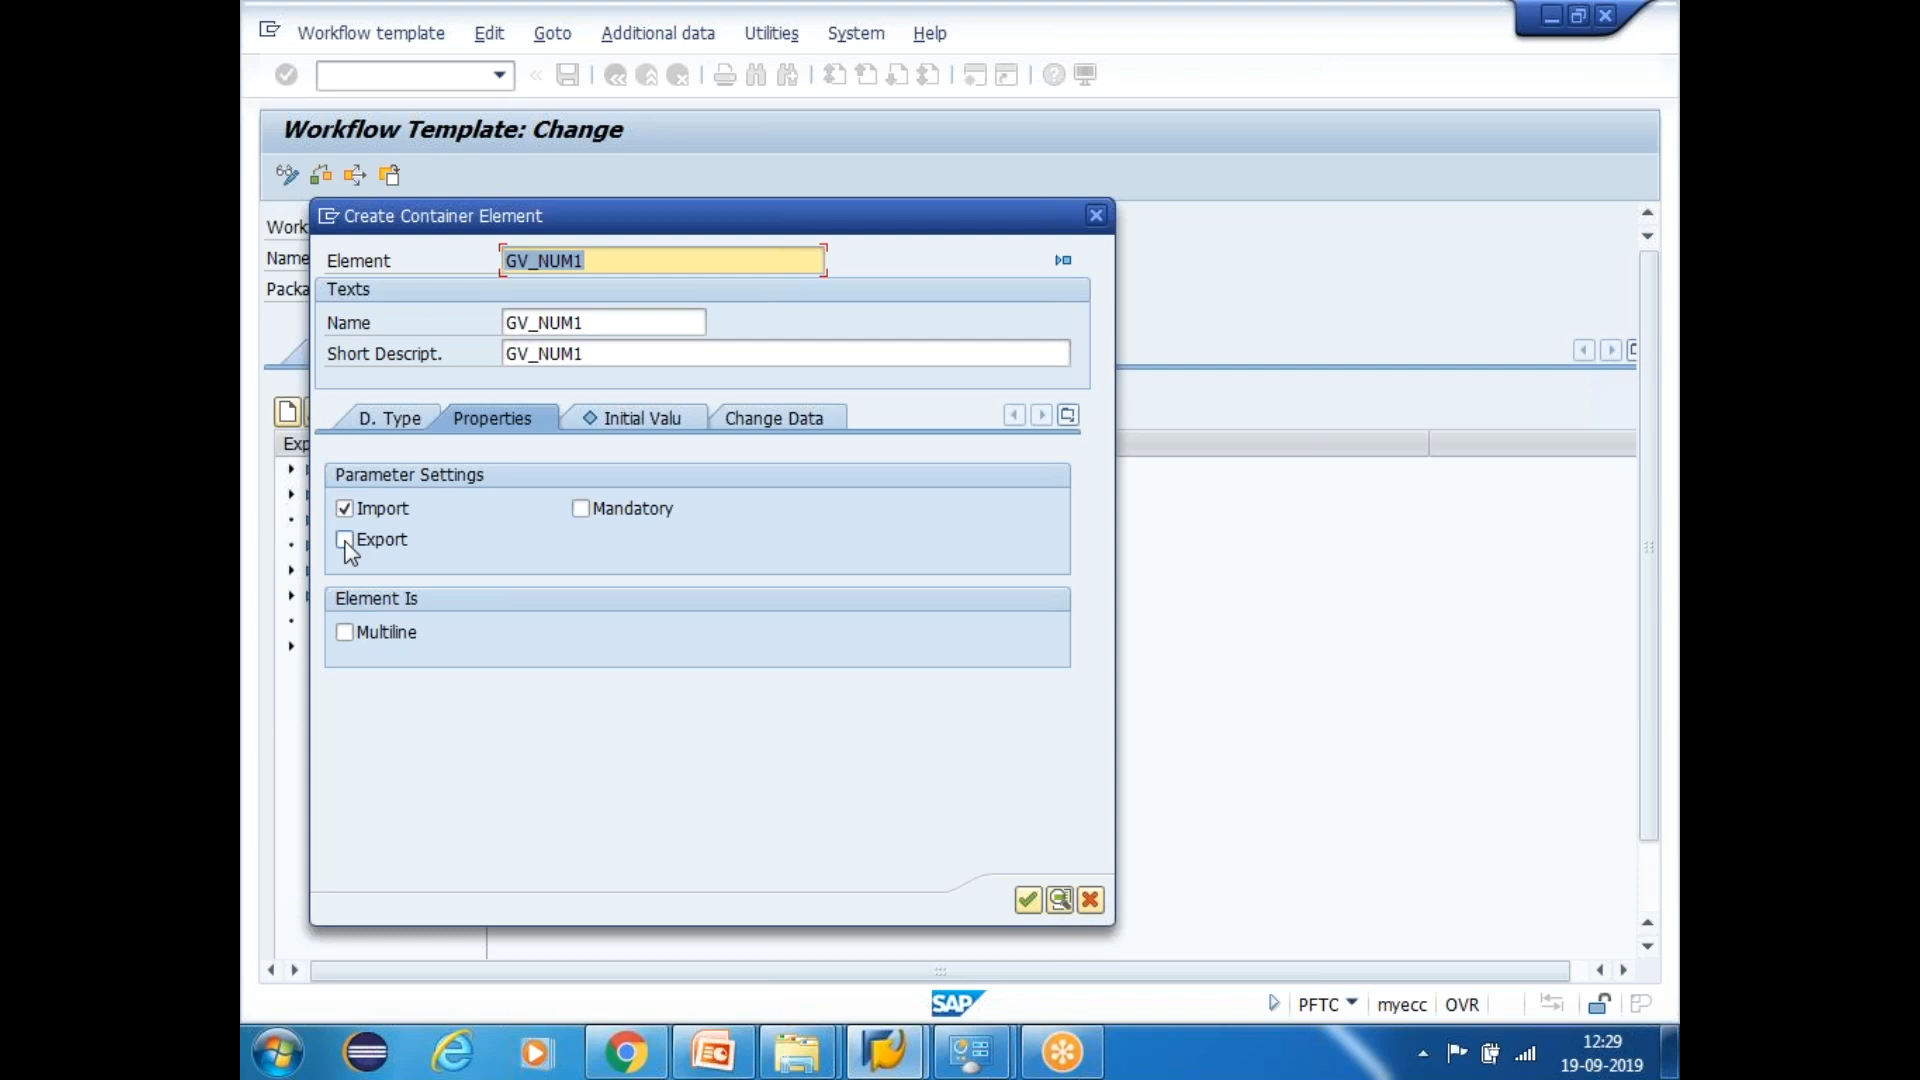 Workflow template Edit Goto Additional data Utilities System Help
Workflow Template: Change
Work
Name
Packa
Create Container Element
Element GV_NUM1
Texts
Name GV_NUM1
Short Descript. GV_NUM1
D. Type Properties Initial Valu Change Data
Exp
Parameter Settings
Import Mandatory
Export
Element Is
Multiline
SAP PFTC myecc OVR
12:29
19-09-2019